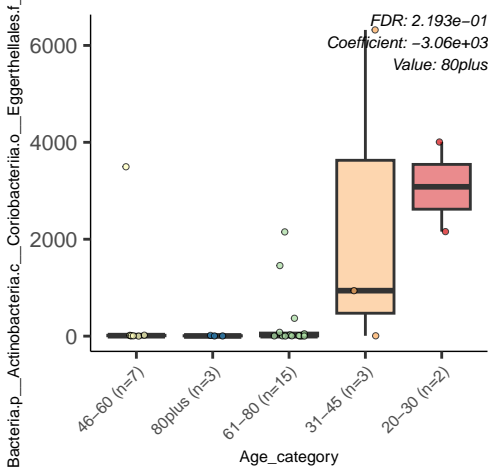 FDR: 2.193e−01
Coefficient: −3.06e+03
Value: 80plus
Bacteria.p__Actinobacteria.c__Coriobacteriia.o__Eggerthellales.f_
6000
4000
2000
0
46−60 (n=7)
80plus (n=3)
61−80 (n=15)
31−45 (n=3)
20−30 (n=2)
Age_category